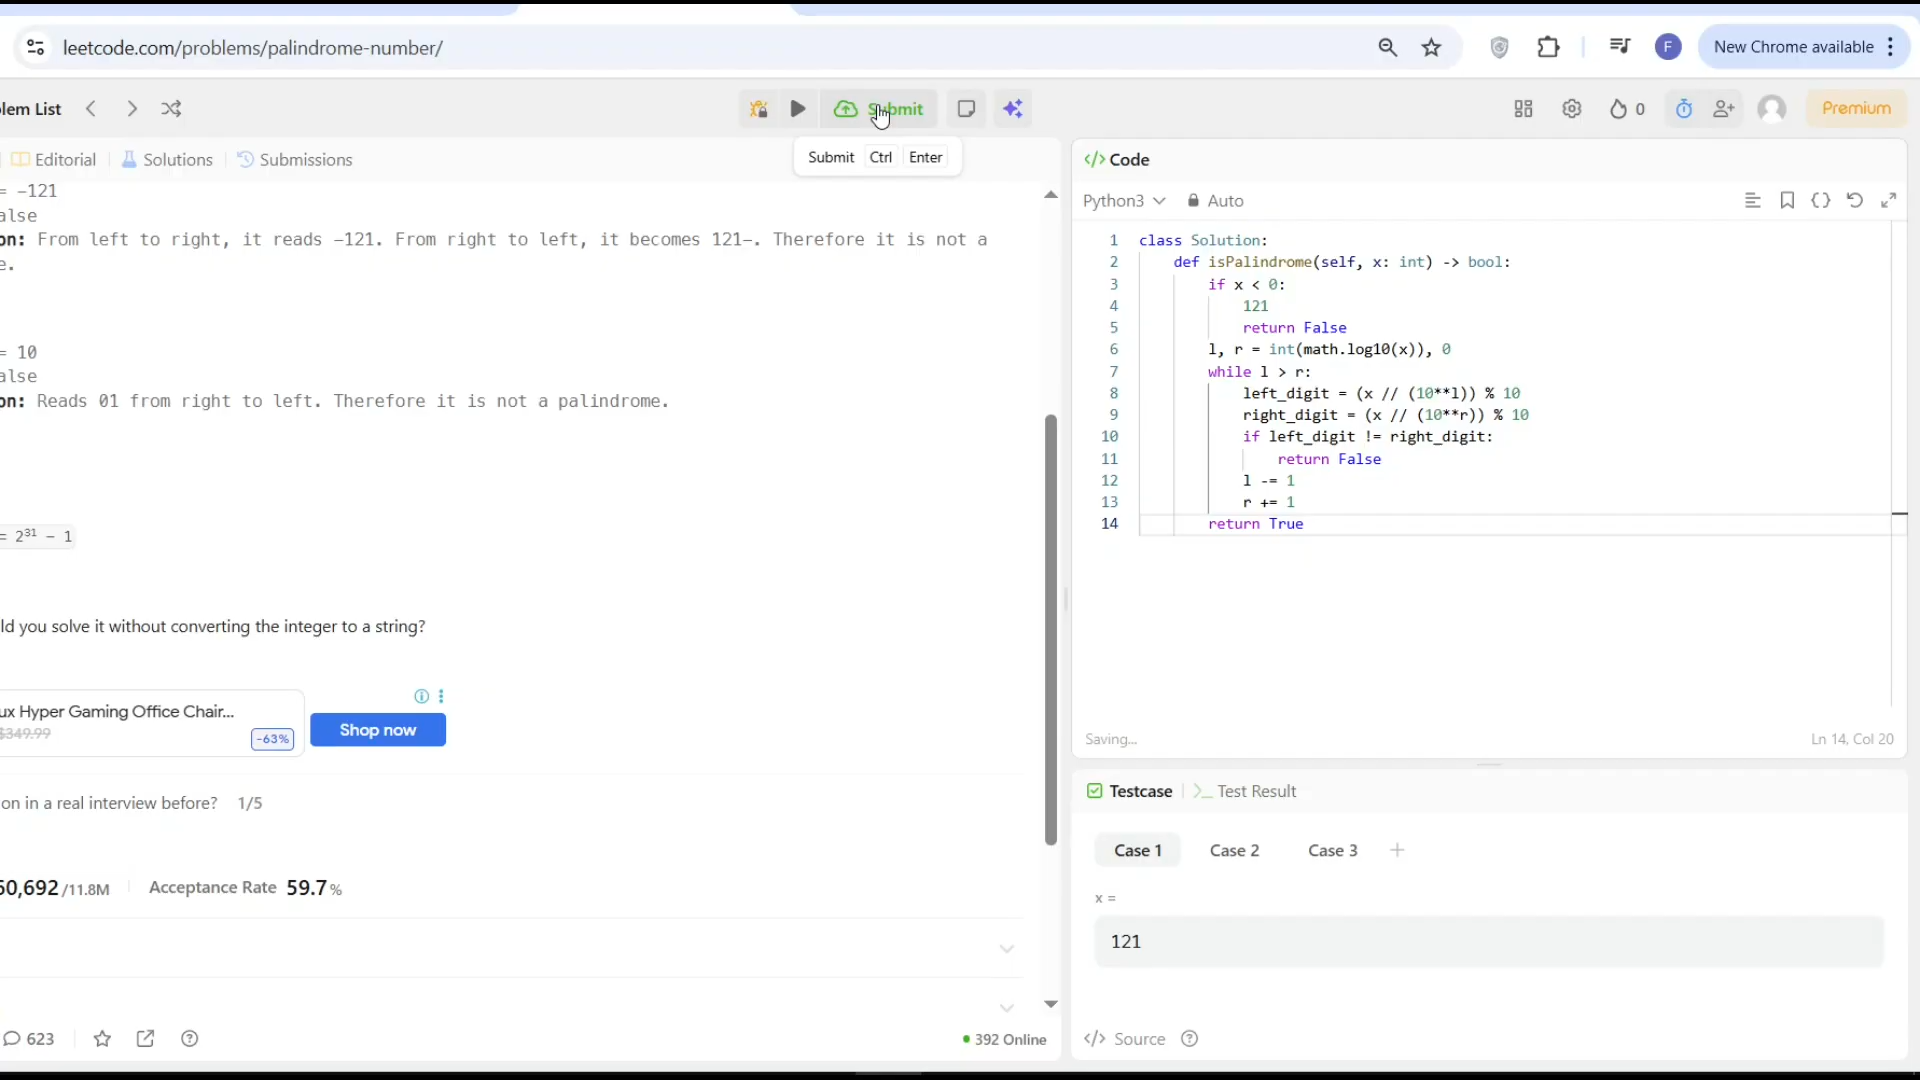 leetcode.com/problems/palindrome-number/
F
New Chrome available
lem List
Submit
0
Premium
Editorial
Solutions
Submissions
Submit Ctrl Enter
= -121
alse
on: From left to right, it reads -121. From right to left, it becomes 121-. Therefore it is not a
e.
= 10
alse
on: Reads 01 from right to left. Therefore it is not a palindrome.
= 2³¹ - 1
ld you solve it without converting the integer to a string?
ux Hyper Gaming Office Chair...
$349.99
-63%
Shop now
on in a real interview before? 1/5
60,692/11.8M
Acceptance Rate 59.7%
623
392 Online
</> Code
Python3
Auto
1 class Solution:
2 def isPalindrome(self, x: int) -> bool:
3 if x < 0:
4 121
5 return False
6 l, r = int(math.log10(x)), 0
7 while l > r:
8 left_digit = (x // (10**l)) % 10
9 right_digit = (x // (10**r)) % 10
10 if left_digit != right_digit:
11 return False
12 l -= 1
13 r += 1
14 return True
Saving...
Ln 14, Col 20
Testcase
>_ Test Result
Case 1
Case 2
Case 3
+
x =
121
</> Source